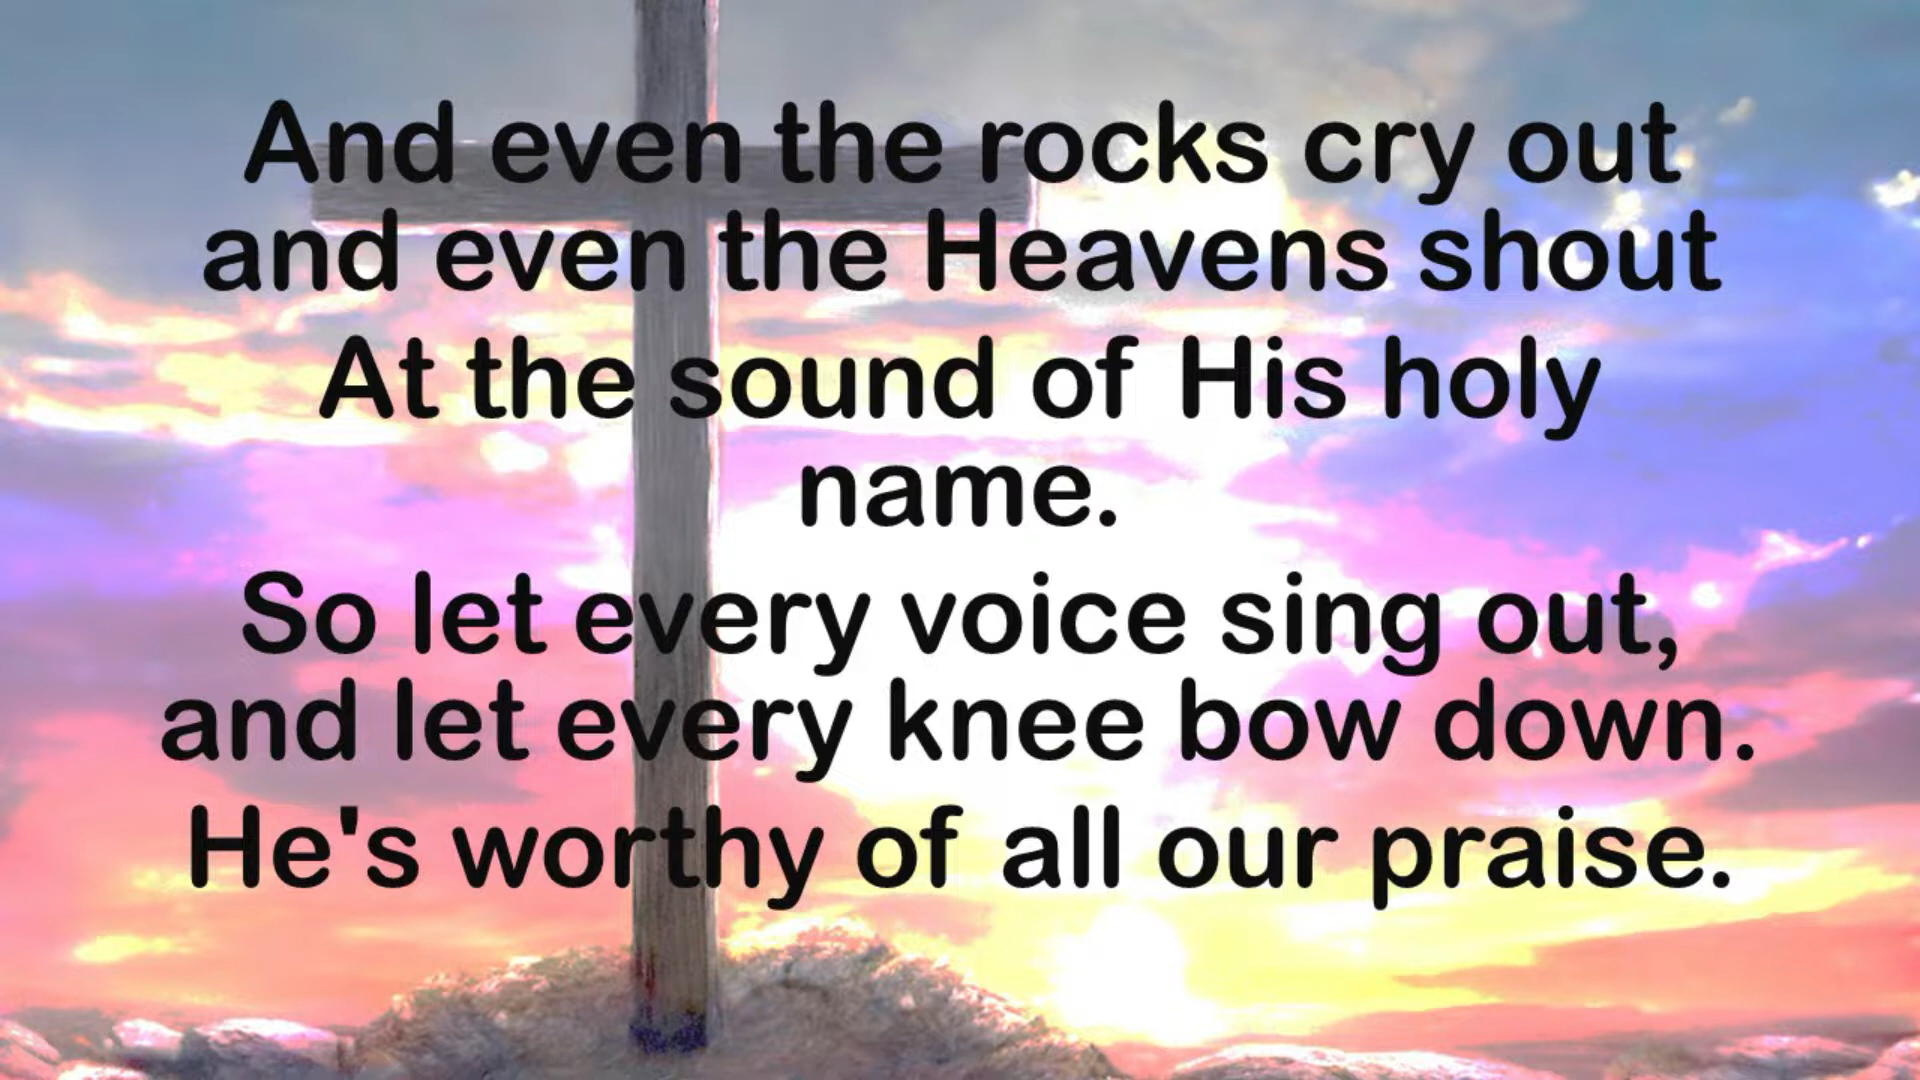 And even the rocks cry out
and even the Heavens shout
At the sound of His holy
name.
So let every voice sing out,
and let every knee bow down.
He's worthy of all our praise.